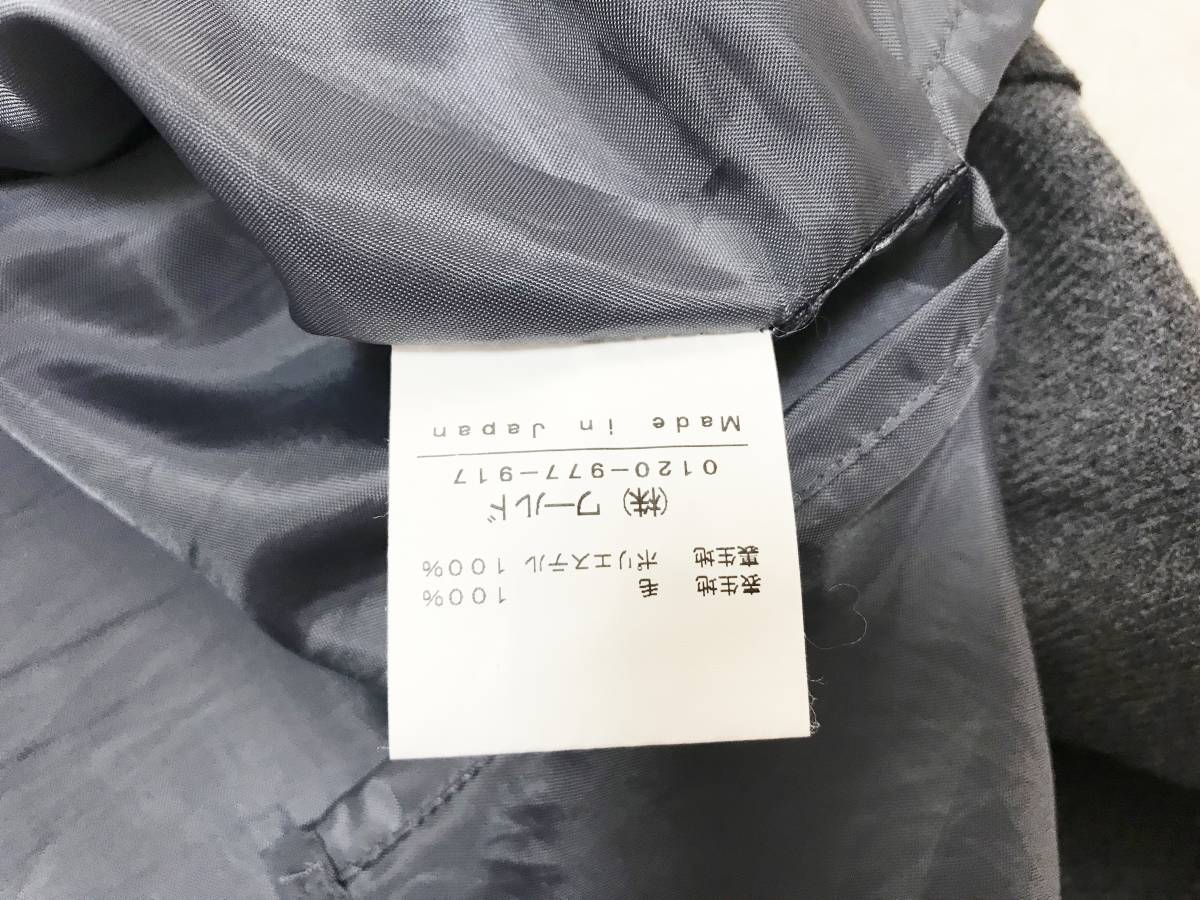 表生地 毛 100%
裏生地 ポリエステル 100%
(株)ワールド
0120-977-917
Made in Japan